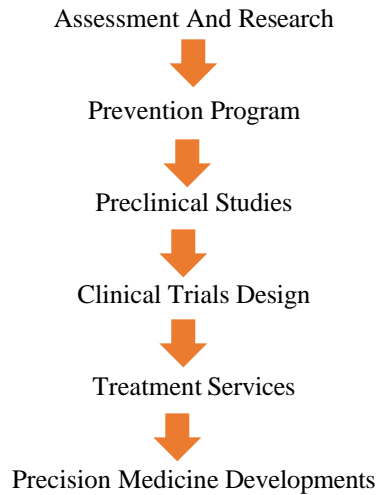 Assessment And Research
Prevention Program
Preclinical Studies
Clinical Trials Design
Treatment Services
Precision Medicine Developments